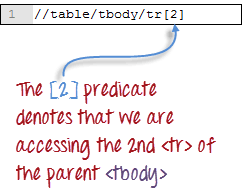 1 //table/tbody/tr[2]
The [2] predicate
denotes that we are
accessing the 2nd <tr> of
the parent <tbody>